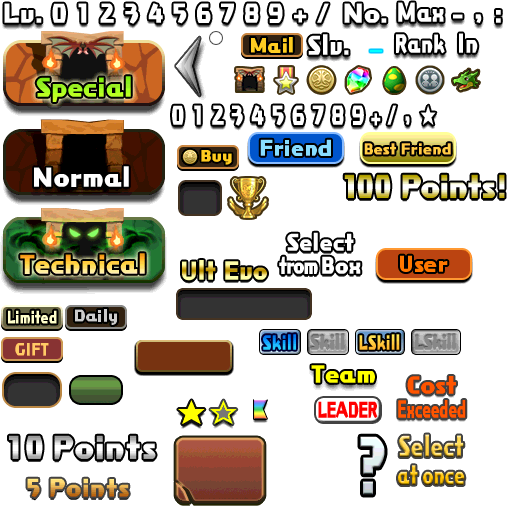 Lv. 0 1 2 3 4 5 6 7 8 9 + / No. Max - , :
Mail Slv. - Rank In
Special
0 1 2 3 4 5 6 7 8 9 + / , ★
Buy Friend Best Friend
Normal
100 Points!
Technical
Select
from Box
Ult Evo
User
Limited Daily
GIFT
Skill Skill LSkill LSkill
Team
LEADER
Cost
Exceeded
10 Points
5 Points
?
Select
at once